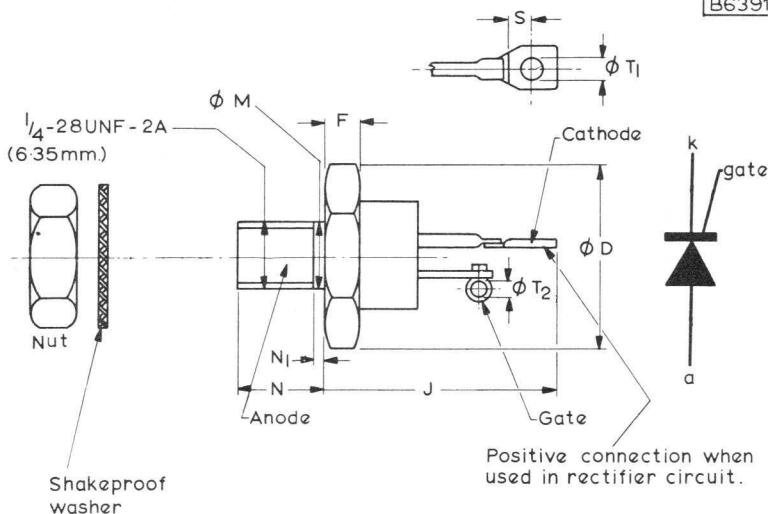 B6391
S
ϕ T1
ϕ M
F
1/4-28UNF-2A
(6·35mm.)
Cathode
k
gate
ϕ D
ϕ T2
Nut
N1
N
J
a
Anode
Gate
Positive connection when
used in rectifier circuit.
Shakeproof
washer